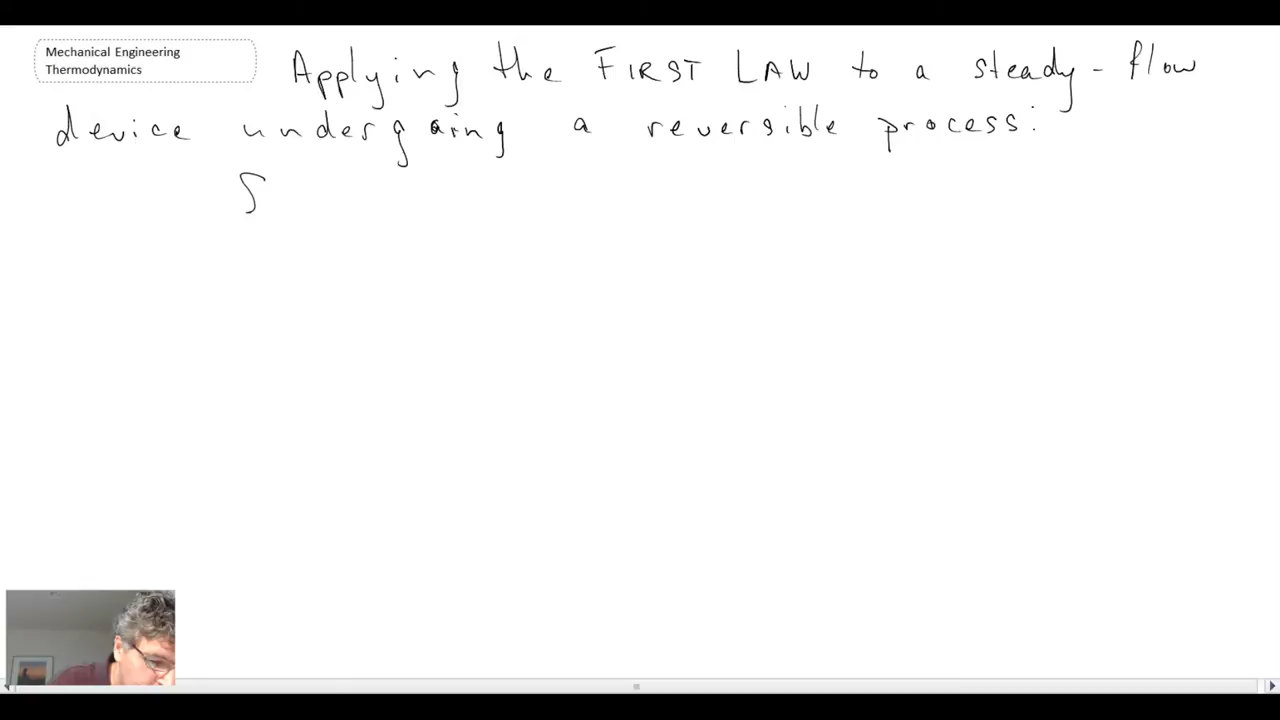 Mechanical Engineering
Thermodynamics
Applying the FIRST LAW to a steady-flow
device undergoing a reversible process: